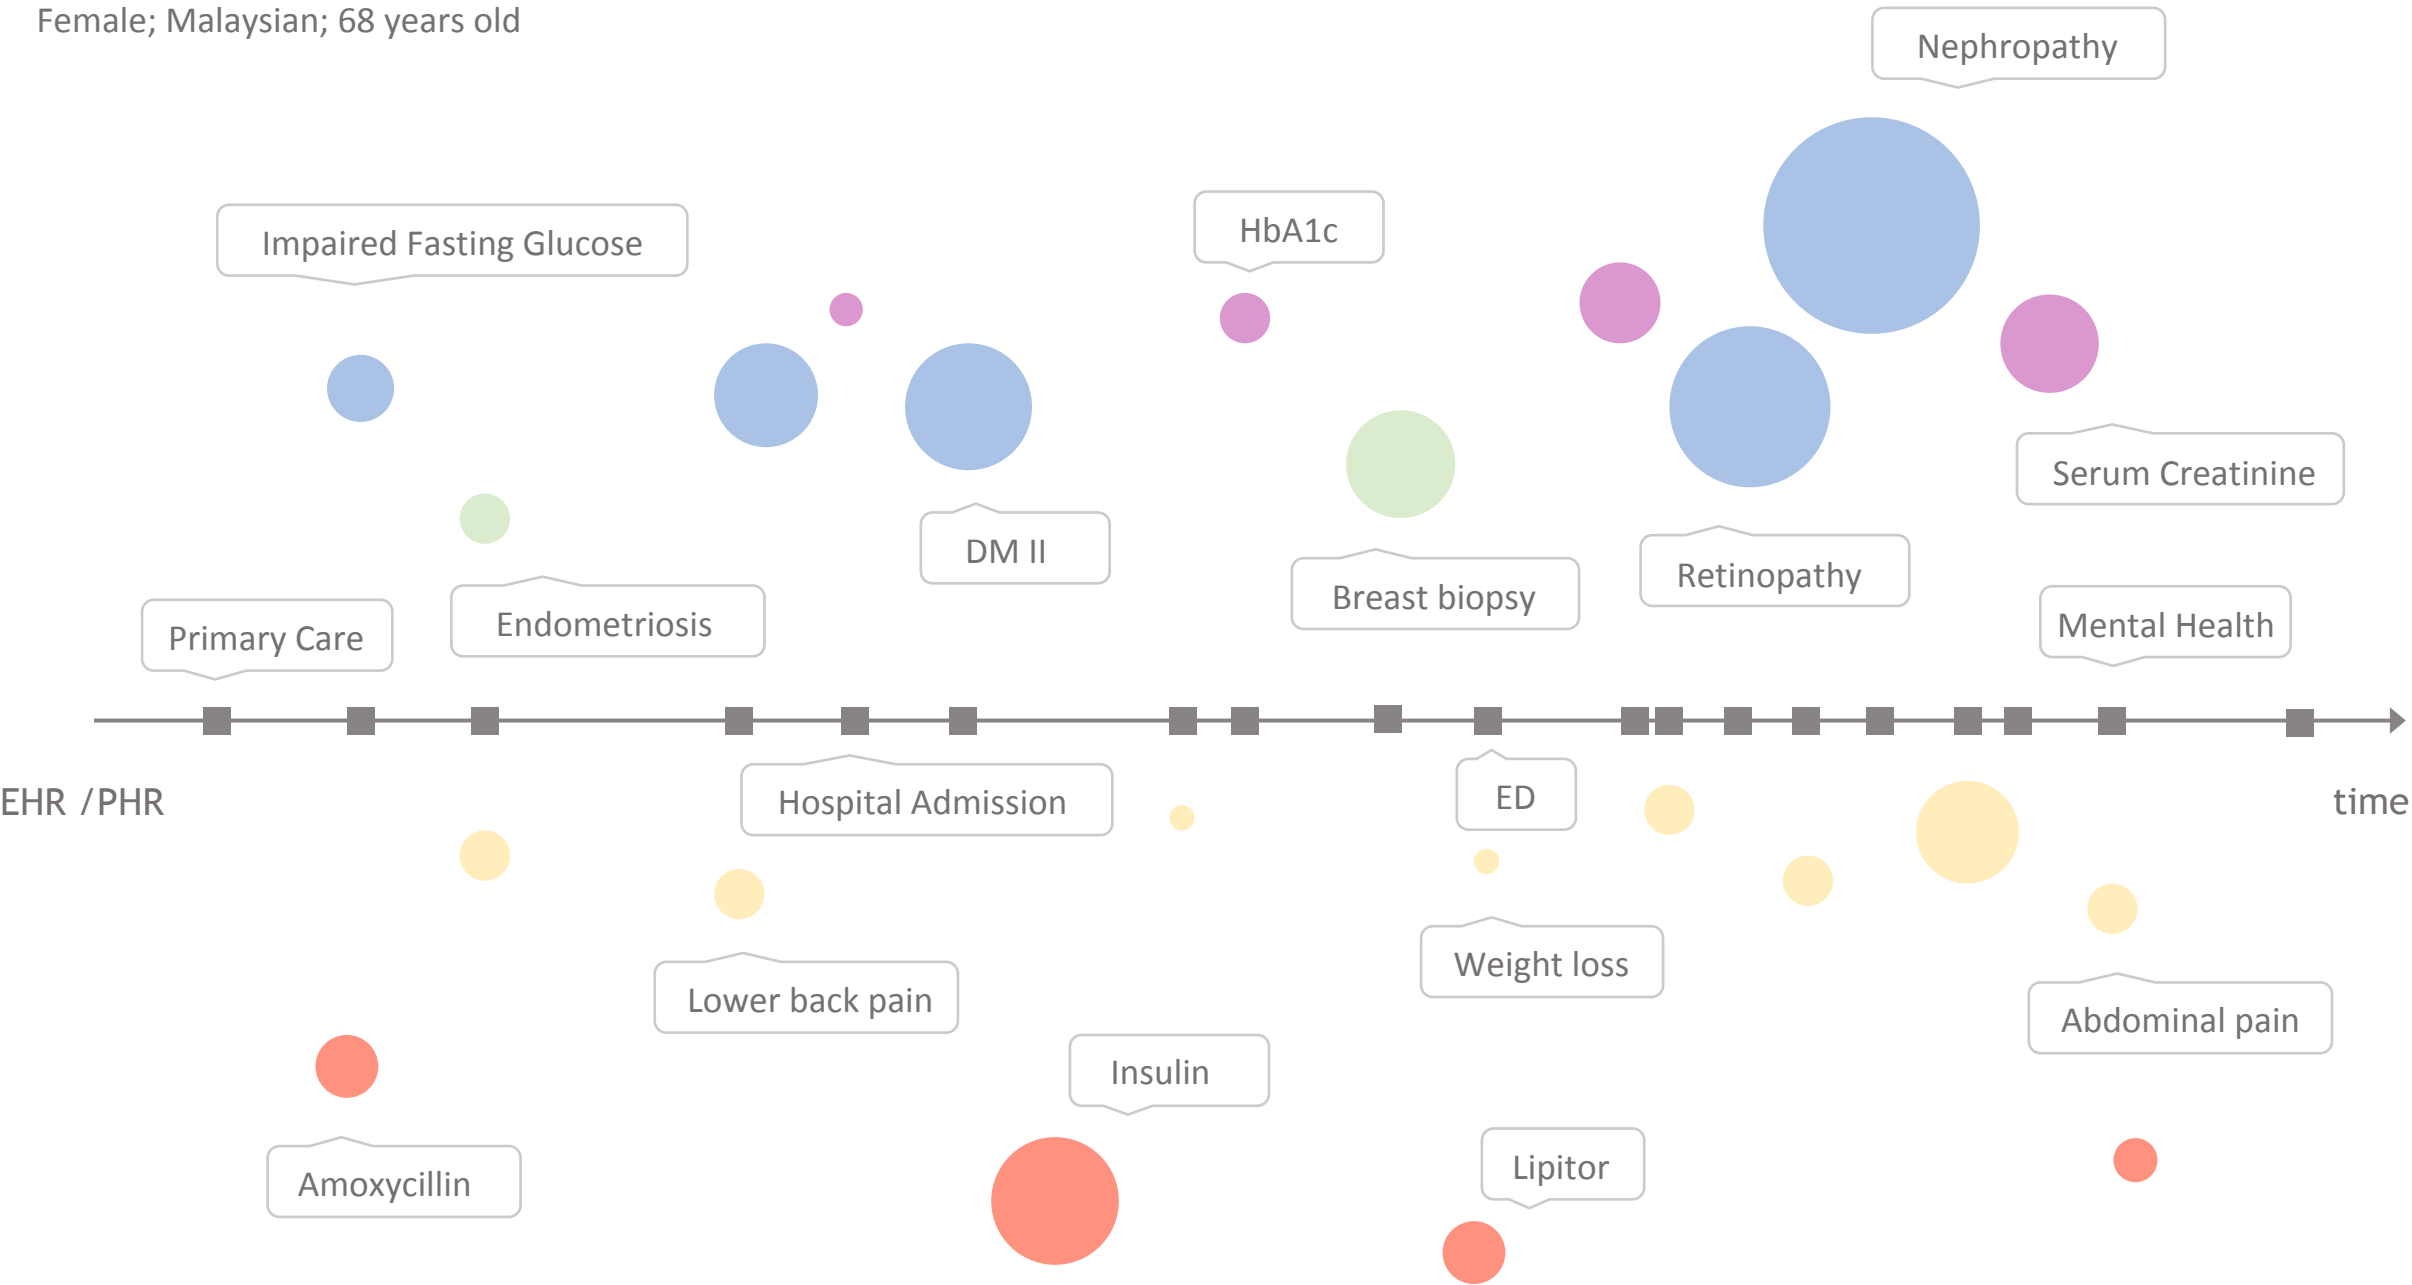 Female; Malaysian; 68 years old
Nephropathy
Impaired Fasting Glucose
HbA1c
Serum Creatinine
DM II
Retinopathy
Breast biopsy
Endometriosis
Primary Care
Mental Health
EHR /PHR
Hospital Admission
ED
time
Weight loss
Lower back pain
Abdominal pain
Insulin
Lipitor
Amoxycillin